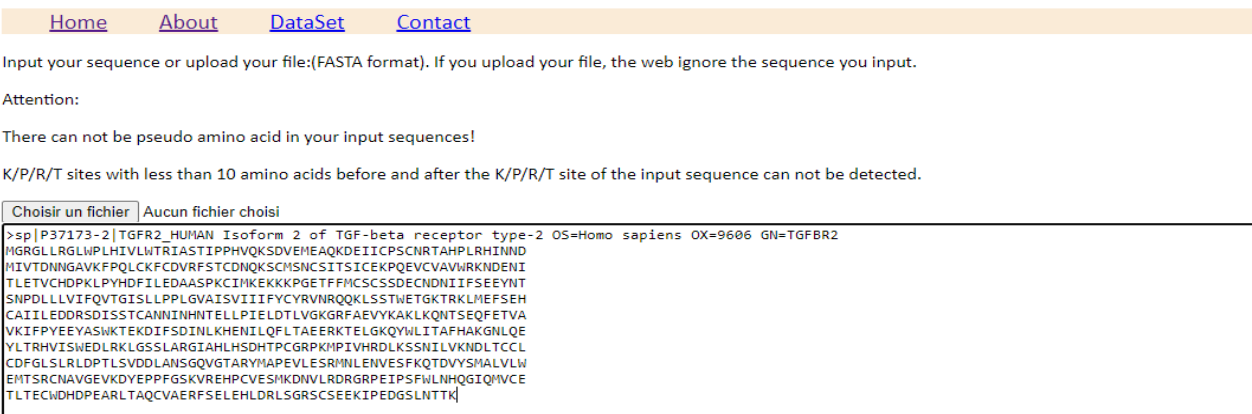 Home About DataSet Contact
Input your sequence or upload your file:(FASTA format). If you upload your file, the web ignore the sequence you input.
Attention:
There can not be pseudo amino acid in your input sequences!
K/P/R/T sites with less than 10 amino acids before and after the K/P/R/T site of the input sequence can not be detected.
Choisir un fichier Aucun fichier choisi
>sp|P37173-2|TGFR2_HUMAN Isoform 2 of TGF-beta receptor type-2 OS=Homo sapiens OX=9606 GN=TGFBR2
MGRGLLRGLWPLHIVLWTRIASTIPPHVQKSDVEMEAQKDEIICPSCNRTAHPLRHINND
MIVTDNNGAVKFPQLCKFCDVRFSTCDNQKSCMSNCSITSICEKPQEVCVAVWRKNDENI
TLETVCHDPKLPYHDFILEDAASPKCIMKEKKKPGETFFMCSCSSDECNDNIIFSEEYNT
SNPDLLLVIFQVTGISLLPPLGVAISVIIIFYCYRVNRQQKLSSTWETGKTRKLMEFSEH
CAIILEDDRSDISSTCANNINHNTELLPIELDTLVGKGRFAEVYKAKLKQNTSEQFETVA
VKIFPYEEYASWKTEKDIFSDINLKHENILQFLTAEERKTELGKQYWLITAFHAKGNLQE
YLTRHVISWEDLRKLGSSLARGIAHLHSDHTPCGRPKMPIVHRDLKSSNILVKNDLTCCL
CDFGLSLRLDPTLSVDDLANSGQVGTARYMAPEVLESRMNLENVESFKQTDVYSMALVLW
EMTSRCNAVGEVKDYEPPFGSKVREHPCVESMKDNVLRDRGRPEIPSFWLNHQGIQMVCE
TLTECWDHDPEARLTAQCVAERFSELEHLDRLSGRSCSEEKIPEDGSLNTTK